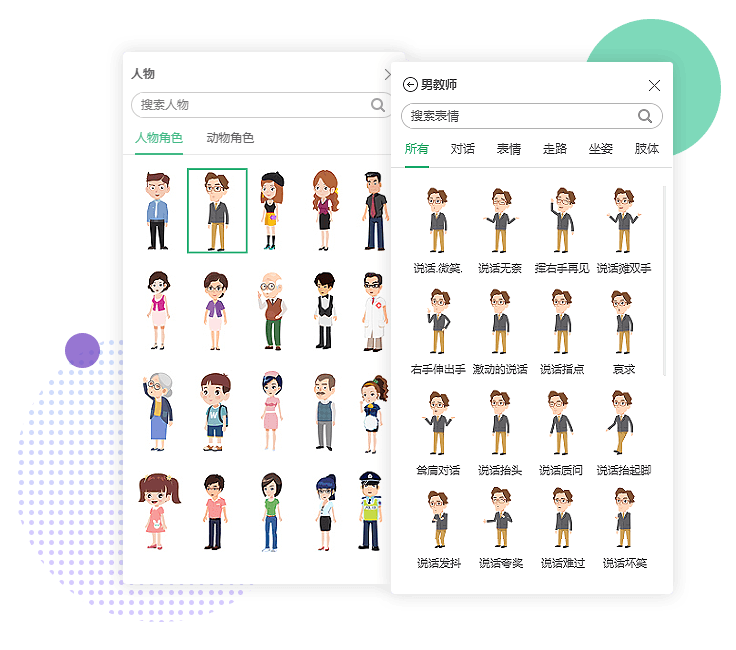 人物
搜索人物
人物角色 动物角色
W
男教师
搜索表情
所有 对话 表情 走路 坐姿 肢体
说话.微笑. 说话无奈 挥右手再见 说话摊双手
右手伸出手 激动的说话 说话指点 哀求
耸肩对话 说话抬头 说话质问 说话抬起脚
说话发抖 说话夸奖 说话难过 说话坏笑